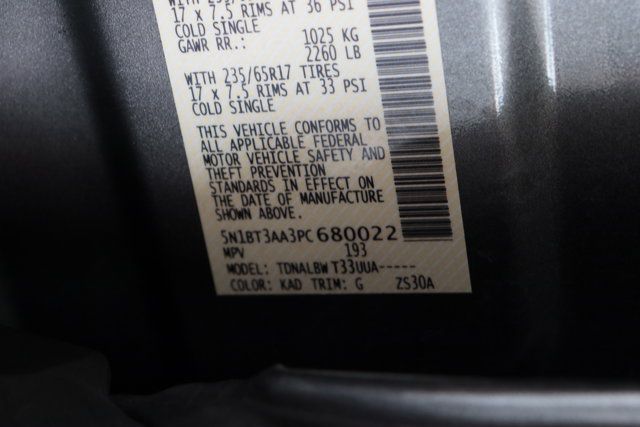 17 x 7.5 RIMS AT 36 PSI
COLD SINGLE
GAWR RR.: 1025 KG
2260 LB
WITH 235/65R17 TIRES
17 x 7.5 RIMS AT 33 PSI
COLD SINGLE
THIS VEHICLE CONFORMS TO
ALL APPLICABLE FEDERAL
MOTOR VEHICLE SAFETY AND
THEFT PREVENTION
STANDARDS IN EFFECT ON
THE DATE OF MANUFACTURE
SHOWN ABOVE.
5N1BT3AA3PC680022
MPV 193
MODEL: TDNALBW T33UUA-----
COLOR: KAD TRIM: G ZS30A